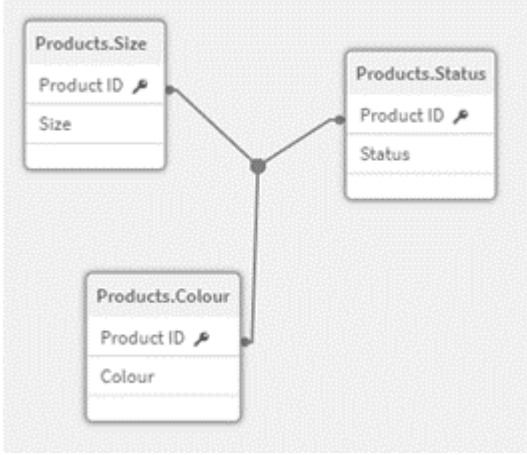 Products.Size
Product ID
Size
Products.Status
Product ID
Status
Products.Colour
Product ID
Colour